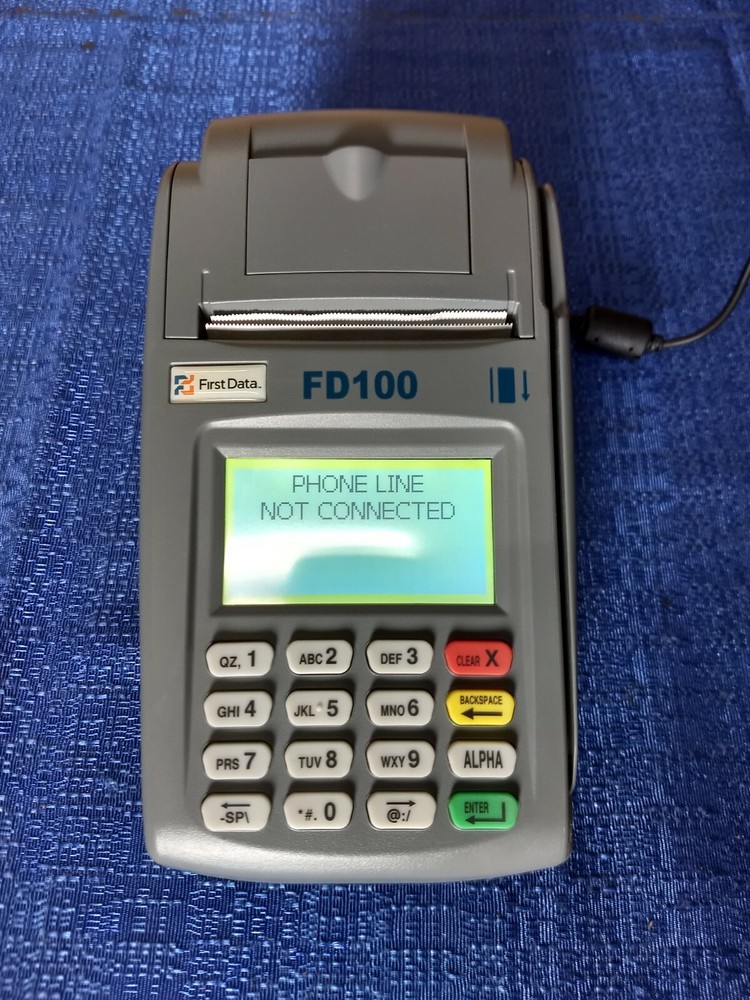 First Data.
FD100
PHONE LINE
NOT CONNECTED
QZ, 1
ABC 2
DEF 3
CLEAR X
GHI 4
JKL 5
MNO 6
BACKSPACE
PRS 7
TUV 8
WXY 9
ALPHA
-SP\
*#. 0
@:/
ENTER